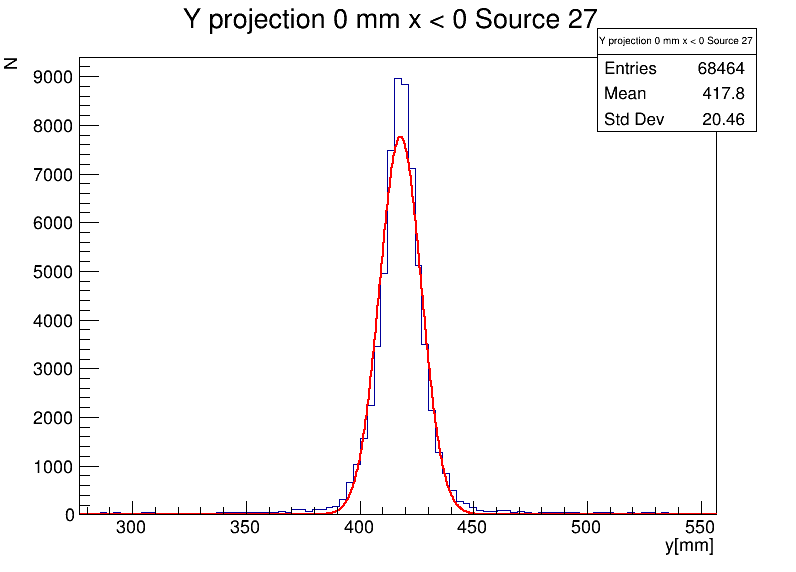 Y projection 0 mm x < 0 Source 27
Y projection 0 mm x < 0 Source 27
Entries 68464
Mean 417.8
Std Dev 20.46
N
9000
8000
7000
6000
5000
4000
3000
2000
1000
0
300 350 400 450 500 550
y[mm]